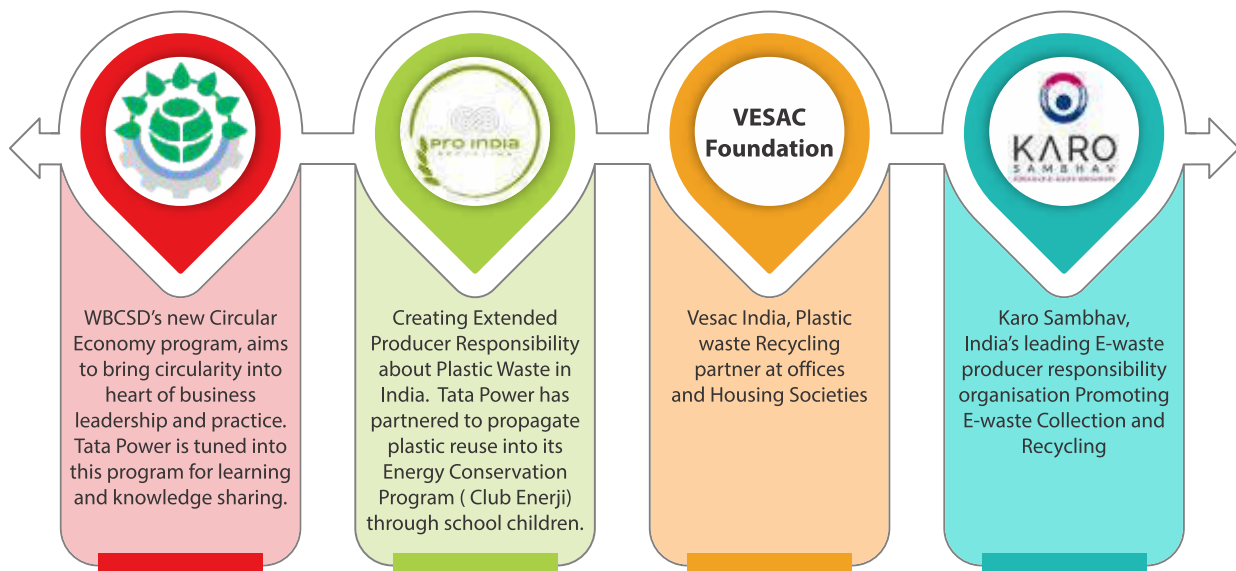 WBCSD's new Circular
Economy program, aims
to bring circularity into
heart of business
leadership and practice.
Tata Power is tuned into
this program for learning
and knowledge sharing.
PRO INDIA
Creating Extended
Producer Responsibility
about Plastic Waste in
India. Tata Power has
partnered to propagate
plastic reuse into its
Energy Conservation
Program ( Club Enerji)
through school children.
VESAC
Foundation
Vesac India, Plastic
waste Recycling
partner at offices
and Housing Societies
KARO
SAMBHAV
Karo Sambhav,
India's leading E-waste
producer responsibility
organisation Promoting
E-waste Collection and
Recycling